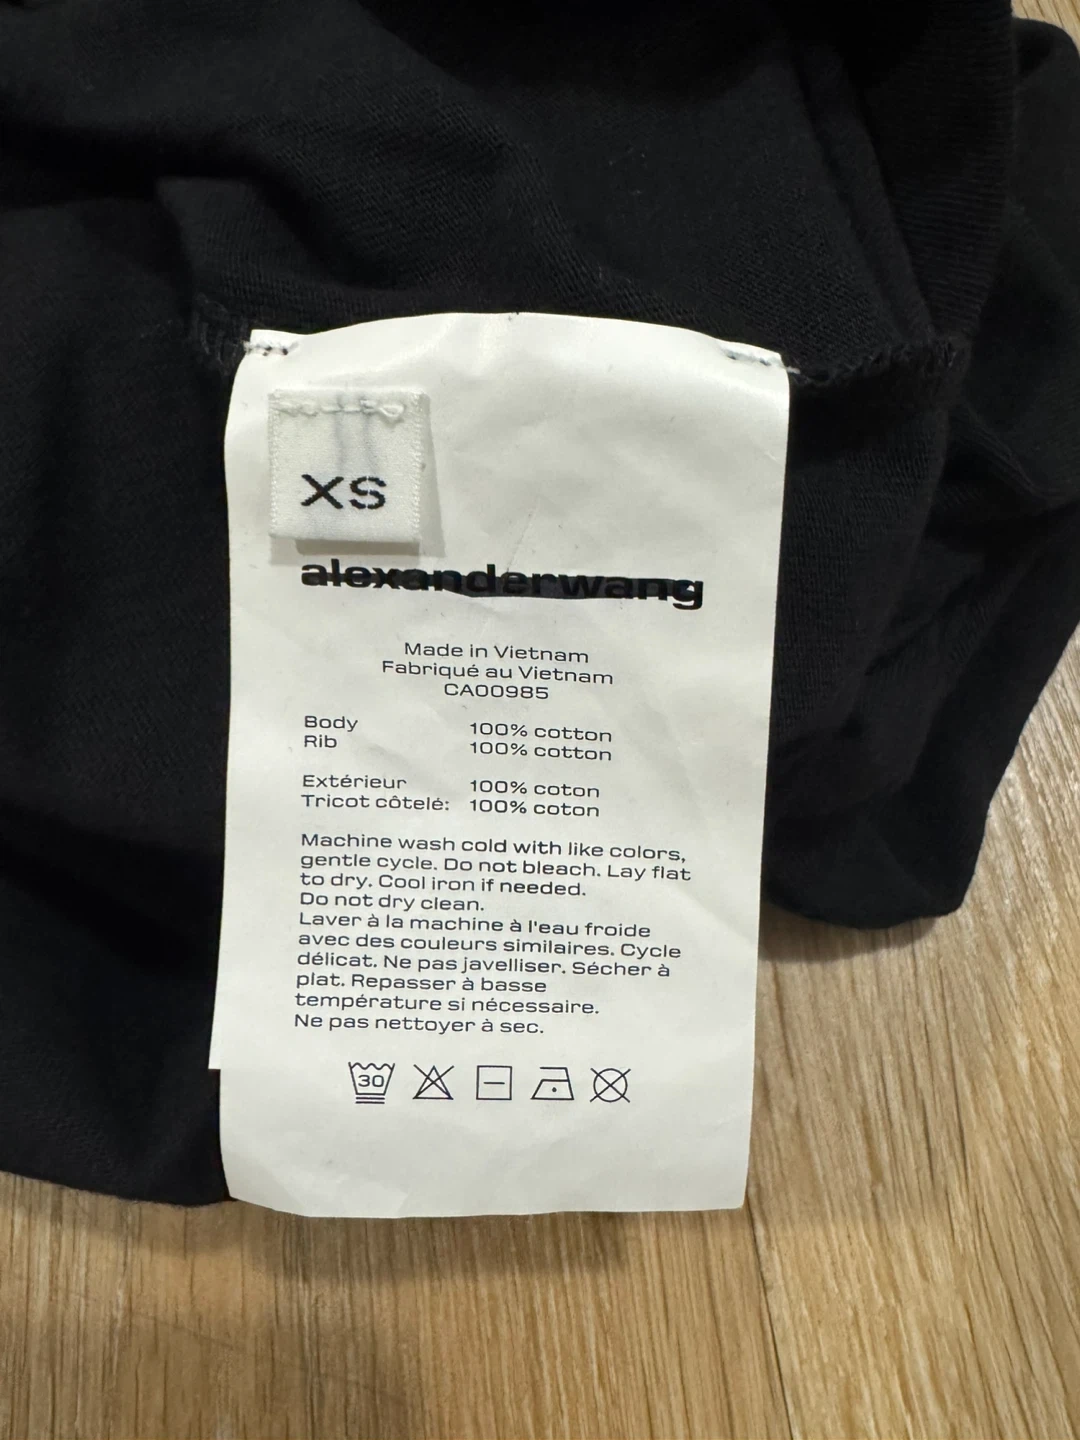 XS
alexanderwang
Made in Vietnam
Fabriqué au Vietnam
CA00985
Body 100% cotton
Rib 100% cotton
Extérieur 100% coton
Tricot côtelé: 100% coton
Machine wash cold with like colors,
gentle cycle. Do not bleach. Lay flat
to dry. Cool iron if needed.
Do not dry clean.
Laver à la machine à l'eau froide
avec des couleurs similaires. Cycle
délicat. Ne pas javelliser. Sécher à
plat. Repasser à basse
température si nécessaire.
Ne pas nettoyer à sec.
30